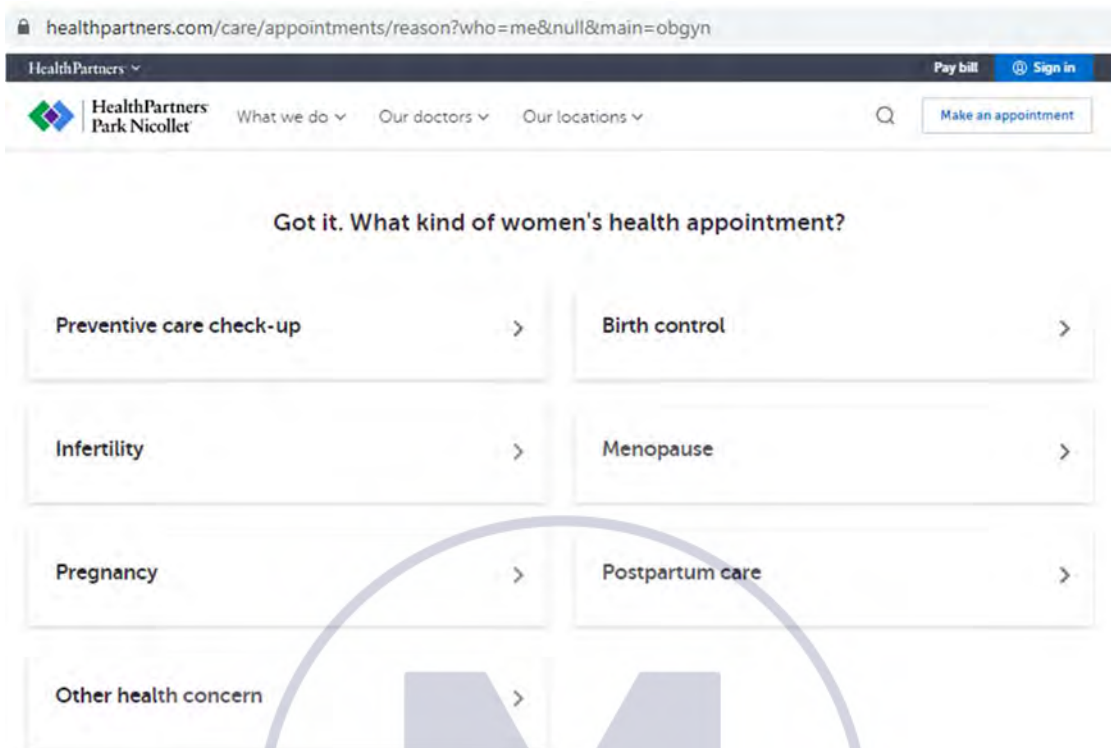 healthpartners.com/care/appointments/reason?who=me&null&main=obgyn
HealthPartners Pay bill Sign in
HealthPartners
Park Nicollet
What we do Our doctors Our locations Make an appointment
Got it. What kind of women's health appointment?
Preventive care check-up Birth control
Infertility Menopause
Pregnancy Postpartum care
Other health concern
M